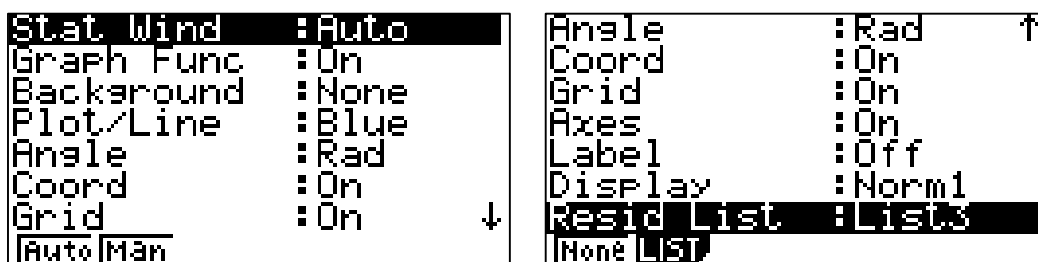 Stat Wind :Auto
Graph Func :On
Background :None
Plot/Line :Blue
Angle :Rad
Coord :On
Grid :On ↓
Auto Man
Angle :Rad ↑
Coord :On
Grid :On
Axes :On
Label :Off
Display :Norm1
Resid List :List3
None LIST